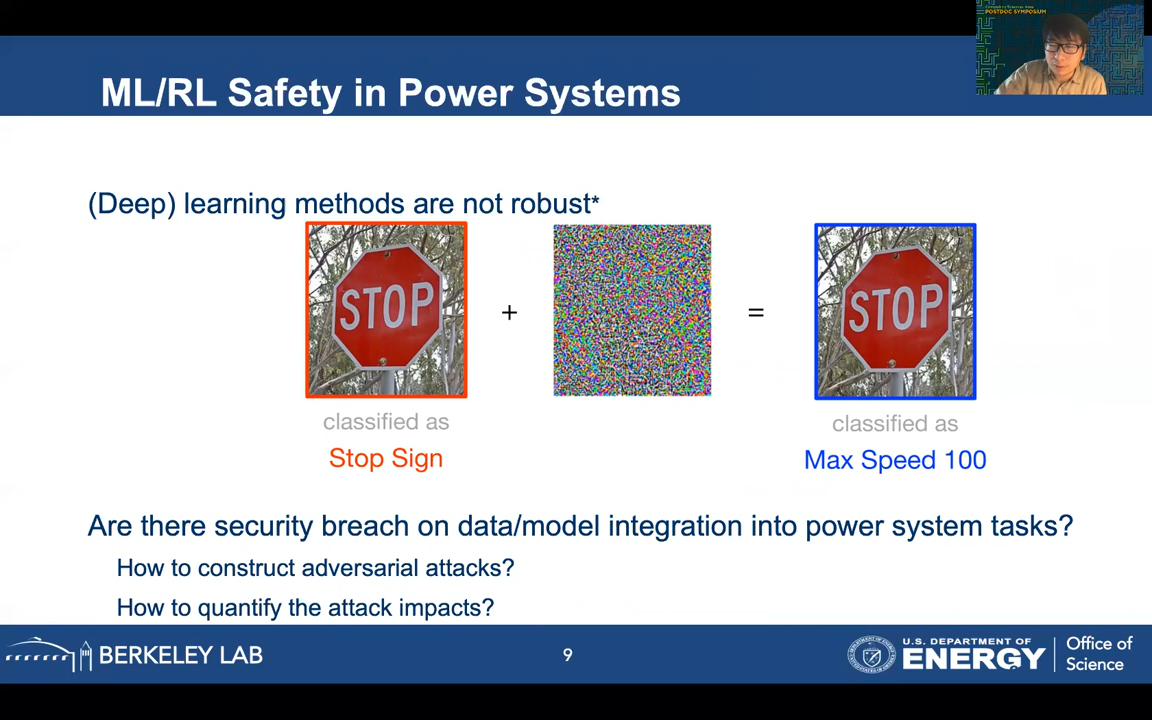 POSTDOC SYMPOSIUM
ML/RL Safety in Power Systems
(Deep) learning methods are not robust*
STOP
+
=
STOP
classified as
Stop Sign
classified as
Max Speed 100
Are there security breach on data/model integration into power system tasks?
How to construct adversarial attacks?
How to quantify the attack impacts?
BERKELEY LAB
9
U.S. DEPARTMENT OF
ENERGY
Office of
Science